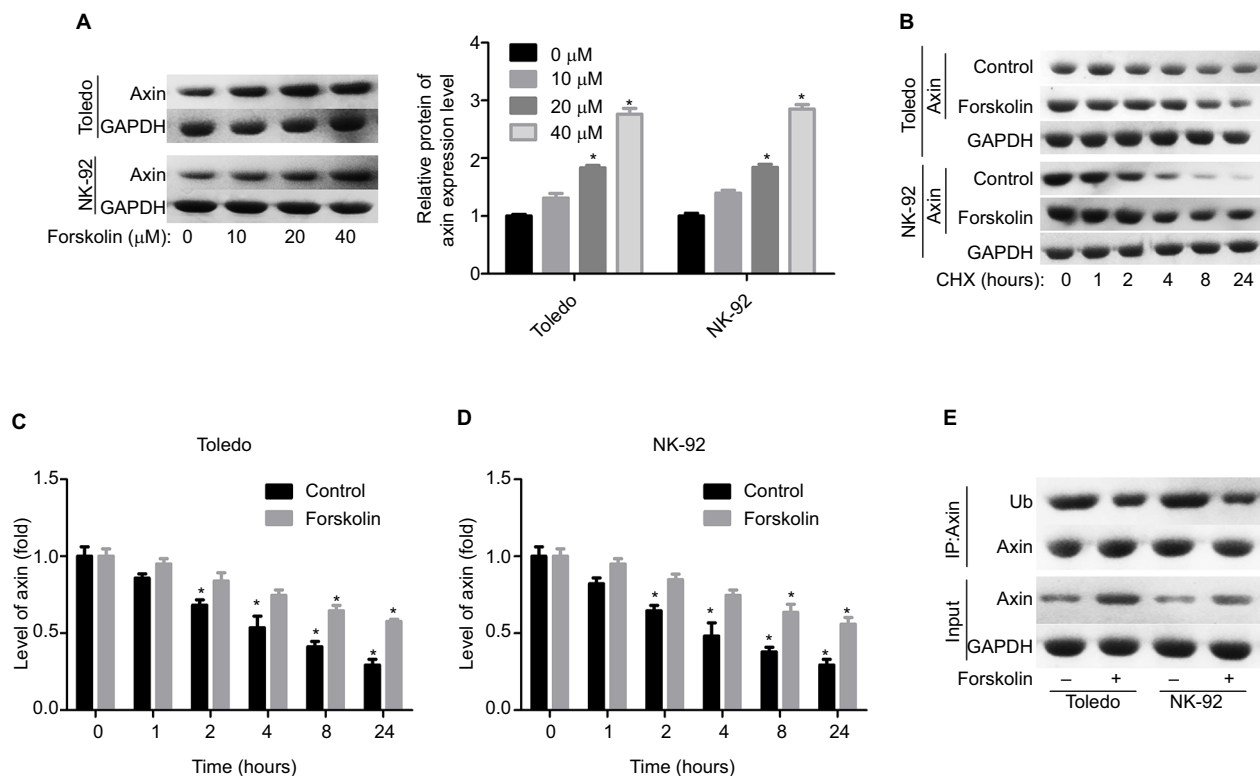 A
Toledo
Axin
GAPDH
NK-92
Axin
GAPDH
Forskolin (μM): 0 10 20 40
Relative protein of
axin expression level
4
3
2
1
0
0 μM
10 μM
20 μM
40 μM
* * * *
Toledo NK-92
B
Toledo
Axin
Control
Forskolin
GAPDH
NK-92
Axin
Control
Forskolin
GAPDH
CHX (hours): 0 1 2 4 8 24
C
Toledo
Level of axin (fold)
1.5
1.0
0.5
0.0
Control
Forskolin
* * * * * *
0 1 2 4 8 24
Time (hours)
D
NK-92
Level of axin (fold)
1.5
1.0
0.5
0.0
Control
Forskolin
* * * * * *
0 1 2 4 8 24
Time (hours)
E
IP:Axin
Ub
Axin
Input
Axin
GAPDH
Forskolin – + – +
Toledo NK-92